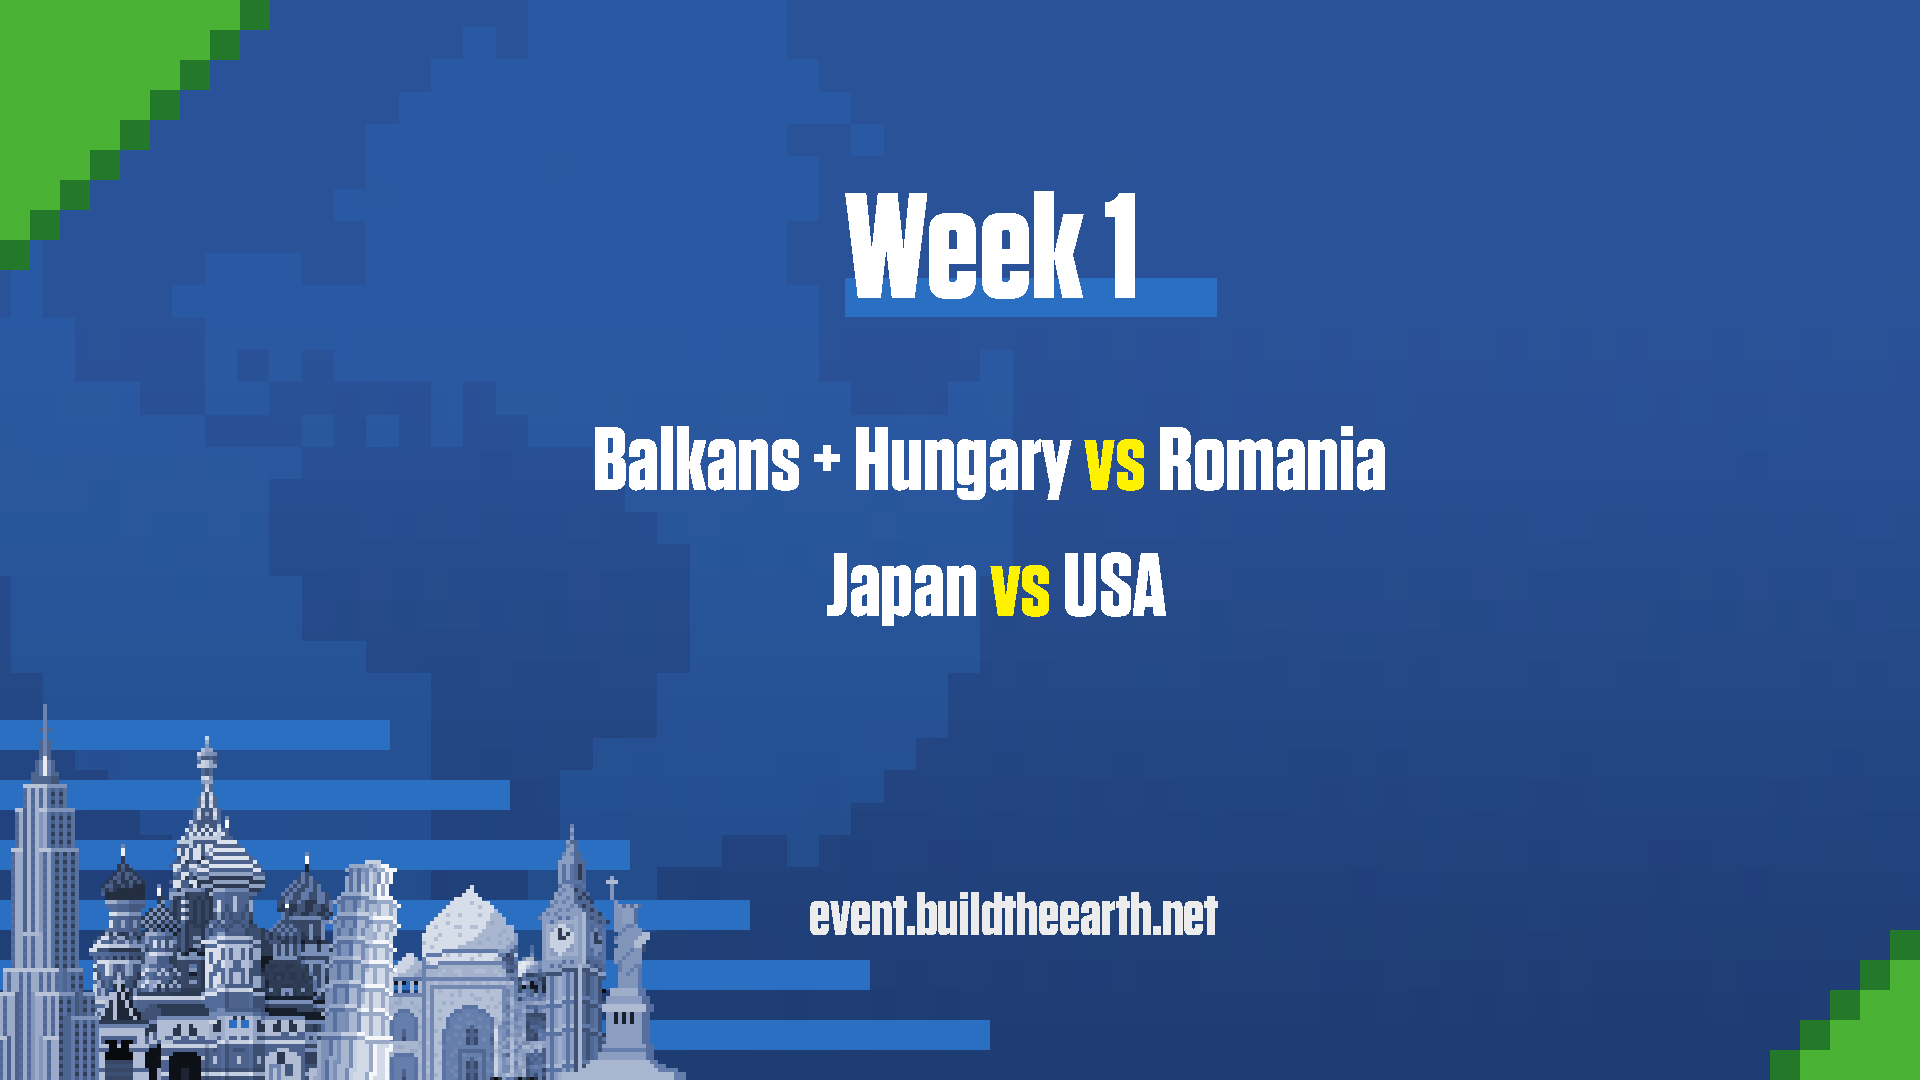 Week 1
Balkans + Hungary vs Romania
Japan vs USA
event.buildtheearth.net